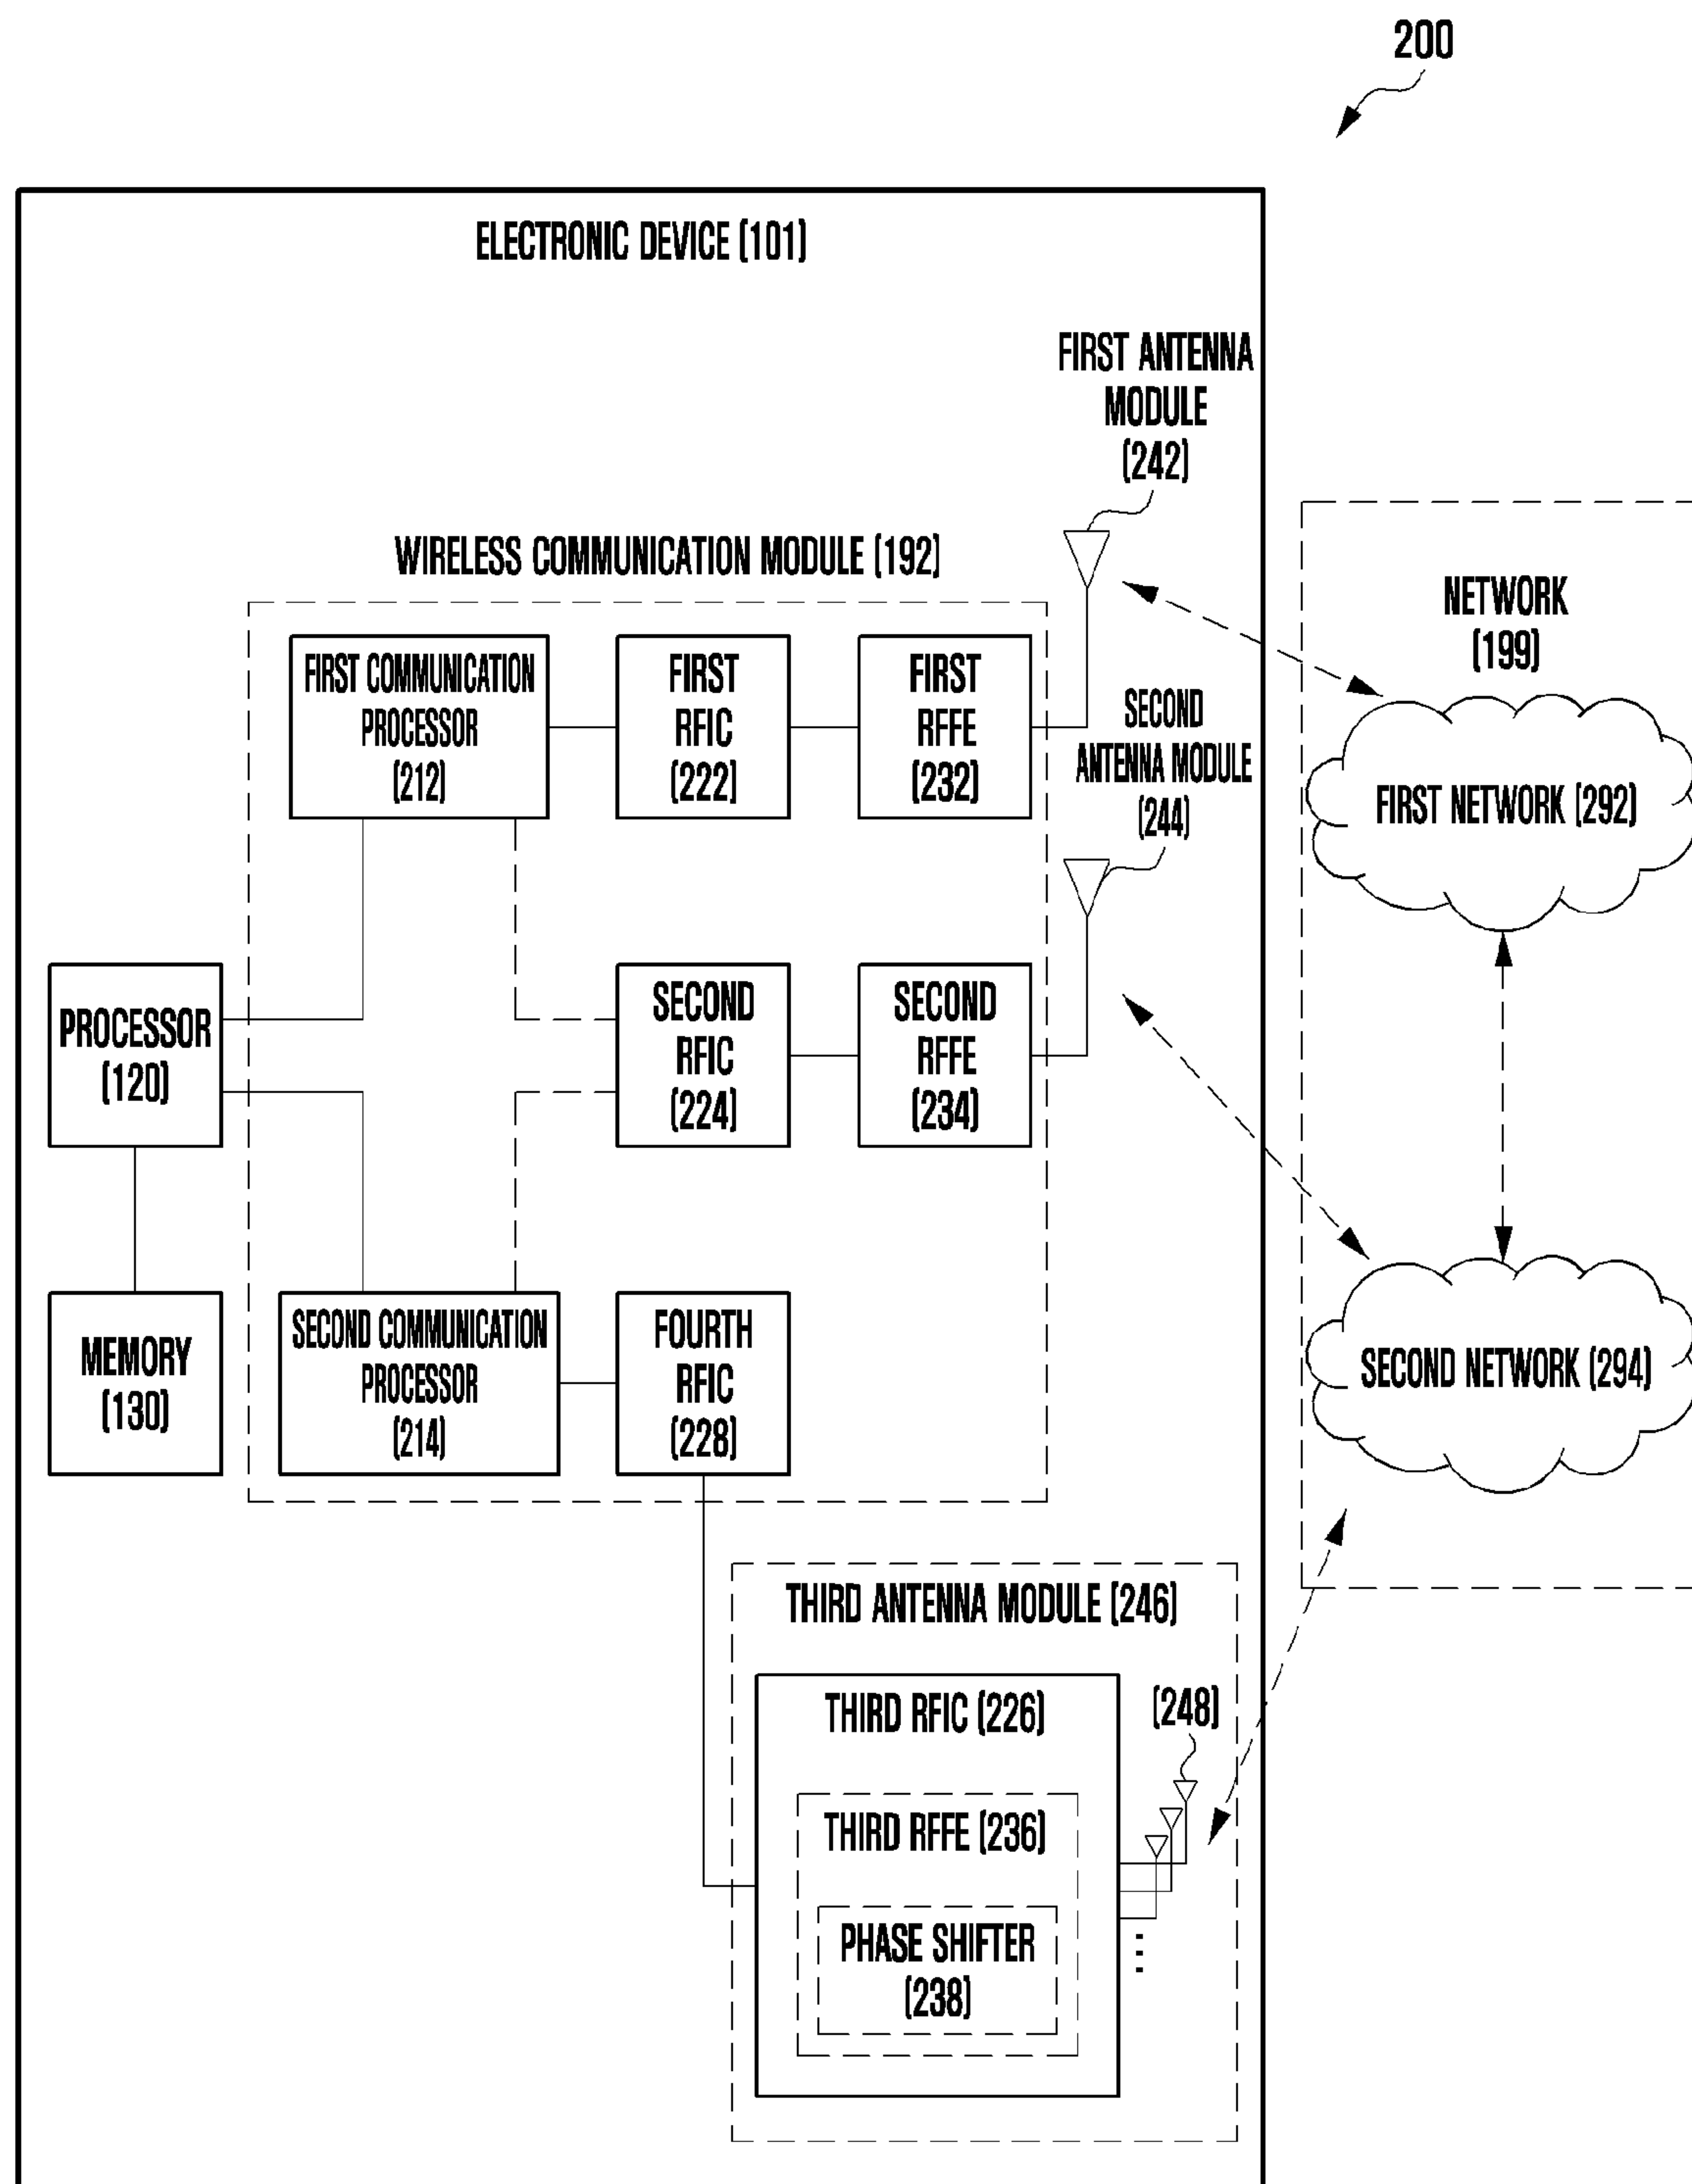 200
ELECTRONIC DEVICE (101)
FIRST ANTENNA
MODULE
(242)
WIRELESS COMMUNICATION MODULE (192)
NETWORK
(199)
FIRST COMMUNICATION
PROCESSOR
(212)
FIRST
RFIC
(222)
FIRST
RFFE
(232)
SECOND
ANTENNA MODULE
(244)
FIRST NETWORK (292)
PROCESSOR
(120)
SECOND
RFIC
(224)
SECOND
RFFE
(234)
MEMORY
(130)
SECOND COMMUNICATION
PROCESSOR
(214)
FOURTH
RFIC
(228)
SECOND NETWORK (294)
THIRD ANTENNA MODULE (246)
THIRD RFIC (226)
(248)
THIRD RFFE (236)
PHASE SHIFTER
(238)